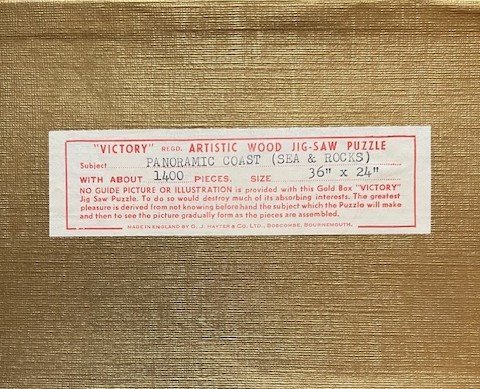 "VICTORY" REGD. ARTISTIC WOOD JIG-SAW PUZZLE
Subject PANORAMIC COAST (SEA & ROCKS)
WITH ABOUT 1400 PIECES. SIZE 36" x 24"
NO GUIDE PICTURE OR ILLUSTRATION is provided with this Gold Box "VICTORY"
Jig Saw Puzzle. To do so would destroy much of its absorbing interests. The greatest
pleasure is derived from not knowing beforehand the subject which the Puzzle will make
and then to see the picture gradually form as the pieces are assembled.
MADE IN ENGLAND BY G. J. HAYTER & CO. LTD., BOSCOMBE, BOURNEMOUTH.